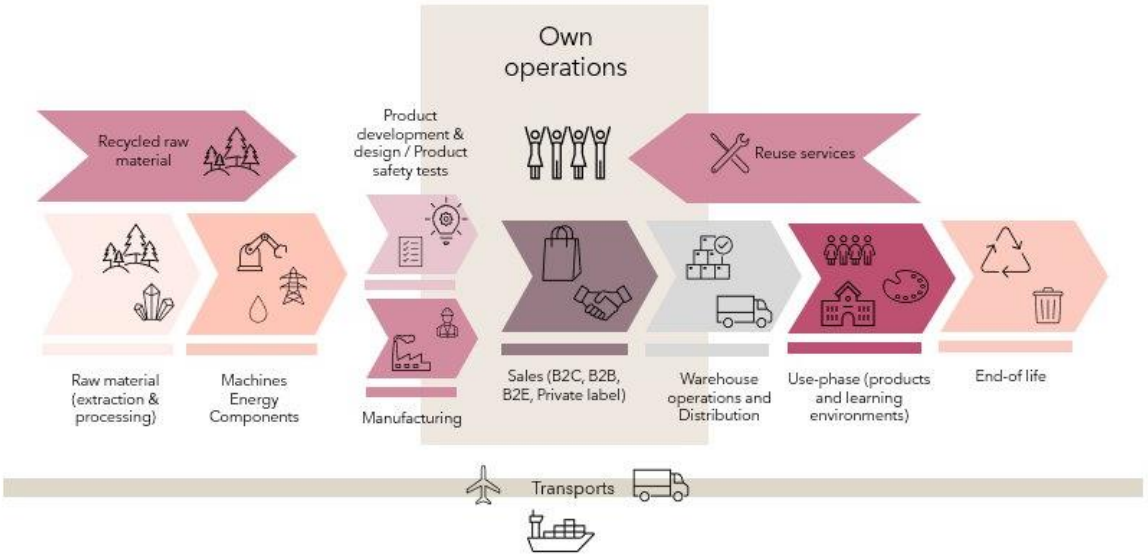 Own
operations
Recycled raw
material
Product
development &
design / Product
safety tests
Reuse services
Raw material
(extraction &
processing)
Machines
Energy
Components
Manufacturing
Sales (B2C, B2B,
B2E, Private label)
Warehouse
operations and
Distribution
Use-phase (products
and learning
environments)
End-of life
Transports